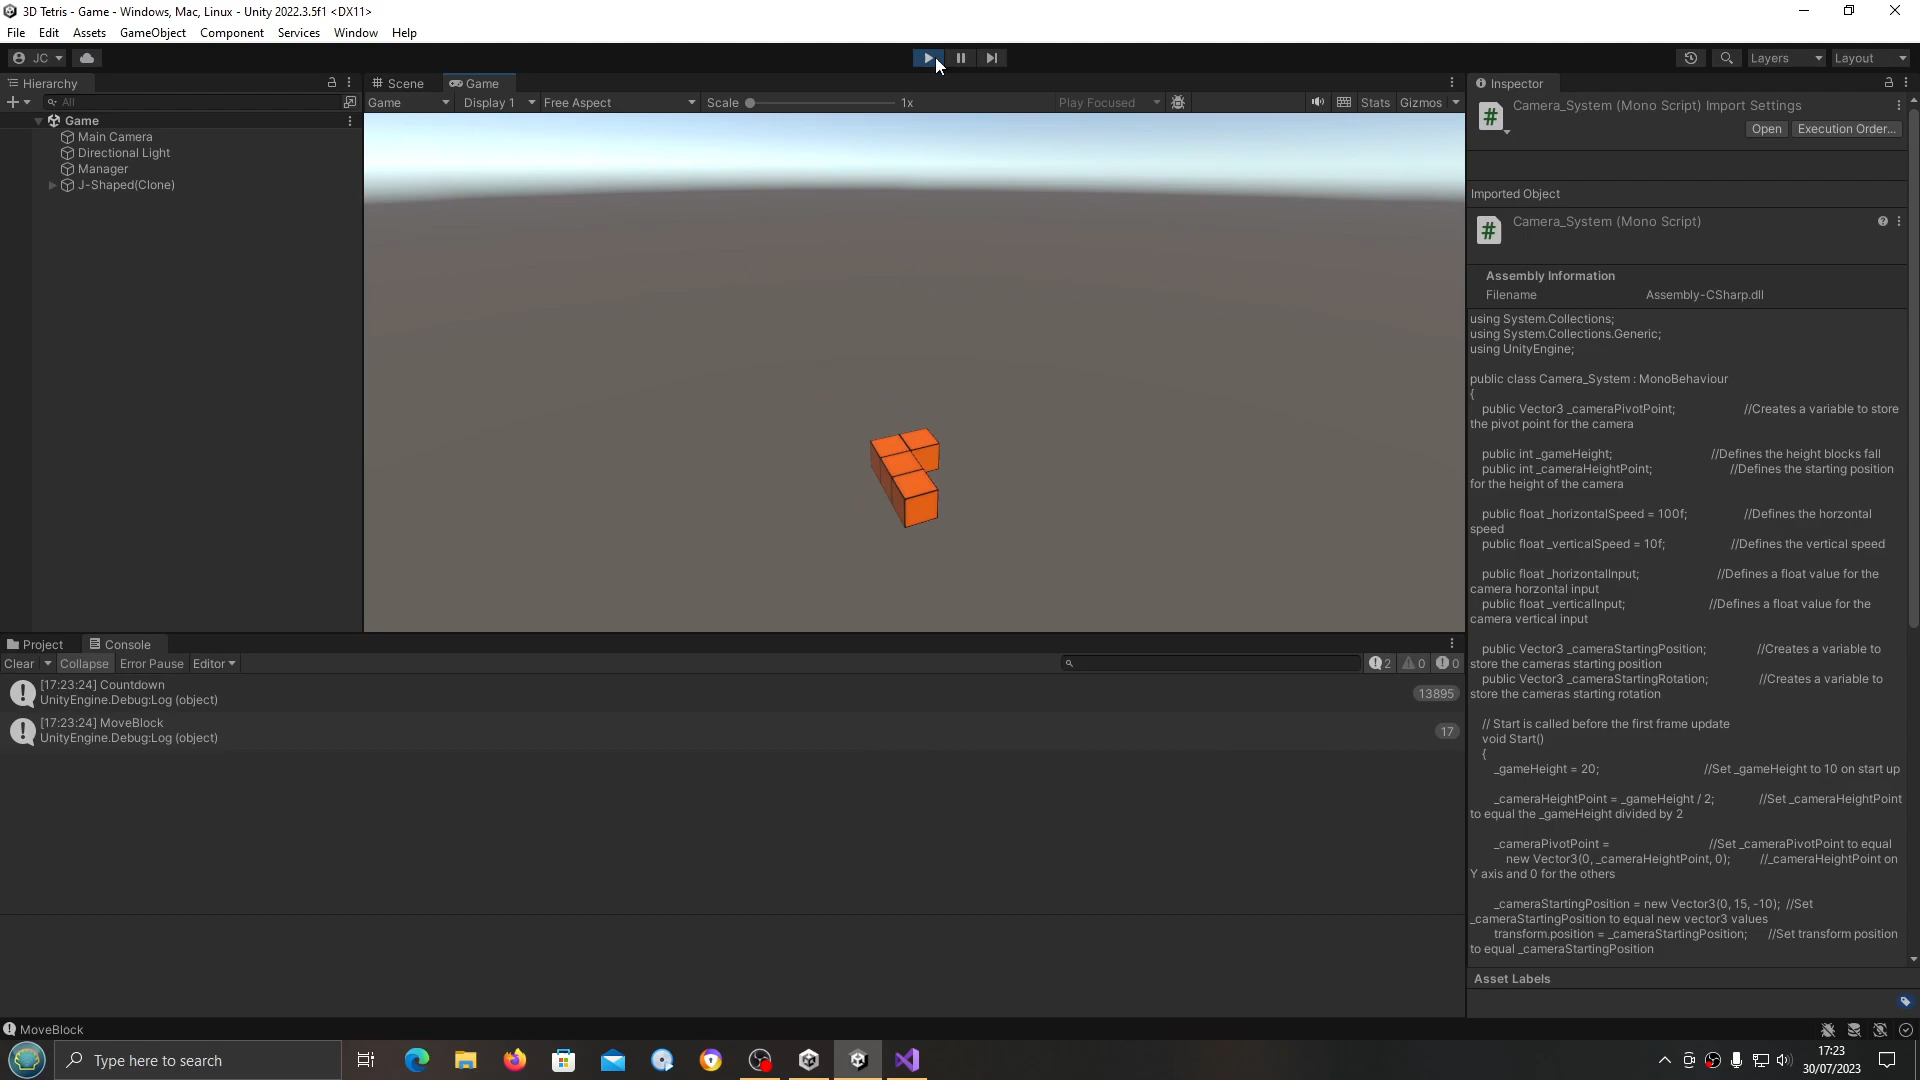 3D Tetris - Game - Windows, Mac, Linux - Unity 2022.3.5f1 <DX11>
File Edit Assets GameObject Component Services Window Help
JC Layers Layout
Hierarchy Scene Game Inspector
All Game Display 1 Free Aspect Scale 1x Play Focused Stats Gizmos
Camera_System (Mono Script) Import Settings
Open Execution Order...
Game
Main Camera
Directional Light
Manager
J-Shaped(Clone)
Imported Object
Camera_System (Mono Script)
Assembly Information
Filename Assembly-CSharp.dll
using System.Collections;
using System.Collections.Generic;
using UnityEngine;
public class Camera_System : MonoBehaviour
{
public Vector3 _cameraPivotPoint; //Creates a variable to store
the pivot point for the camera
public int _gameHeight; //Defines the height blocks fall
public int _cameraHeightPoint; //Defines the starting position
for the height of the camera
public float _horizontalSpeed = 100f; //Defines the horzontal
speed
public float _verticalSpeed = 10f; //Defines the vertical speed
public float _horizontalInput; //Defines a float value for the
camera horzontal input
public float _verticalInput; //Defines a float value for the
camera vertical input
public Vector3 _cameraStartingPosition; //Creates a variable to
store the cameras starting position
public Vector3 _cameraStartingRotation; //Creates a variable to
store the cameras starting rotation
// Start is called before the first frame update
void Start()
{
_gameHeight = 20; //Set _gameHeight to 10 on start up
_cameraHeightPoint = _gameHeight / 2; //Set _cameraHeightPoint
to equal the _gameHeight divided by 2
_cameraPivotPoint = //Set _cameraPivotPoint to equal
new Vector3(0, _cameraHeightPoint, 0); //_cameraHeightPoint on
Y axis and 0 for the others
_cameraStartingPosition = new Vector3(0, 15, -10); //Set
_cameraStartingPosition to equal new vector3 values
transform.position = _cameraStartingPosition; //Set transform position
to equal _cameraStartingPosition
Asset Labels
Project Console
Clear Collapse Error Pause Editor 2 0 0
[17:23:24] Countdown
UnityEngine.Debug:Log (object) 13895
[17:23:24] MoveBlock
UnityEngine.Debug:Log (object) 17
MoveBlock
Type here to search
17:23
30/07/2023